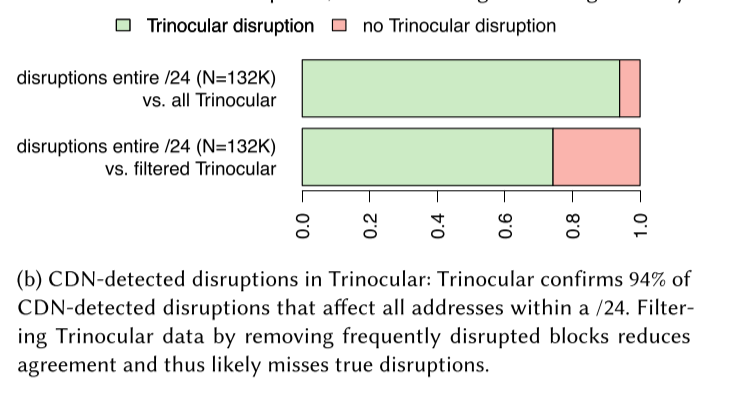 Trinocular disruption no Trinocular disruption
disruptions entire /24 (N=132K)
vs. all Trinocular
disruptions entire /24 (N=132K)
vs. filtered Trinocular
0.0 0.2 0.4 0.6 0.8 1.0
(b) CDN-detected disruptions in Trinocular: Trinocular confirms 94% of
CDN-detected disruptions that affect all addresses within a /24. Filter-
ing Trinocular data by removing frequently disrupted blocks reduces
agreement and thus likely misses true disruptions.